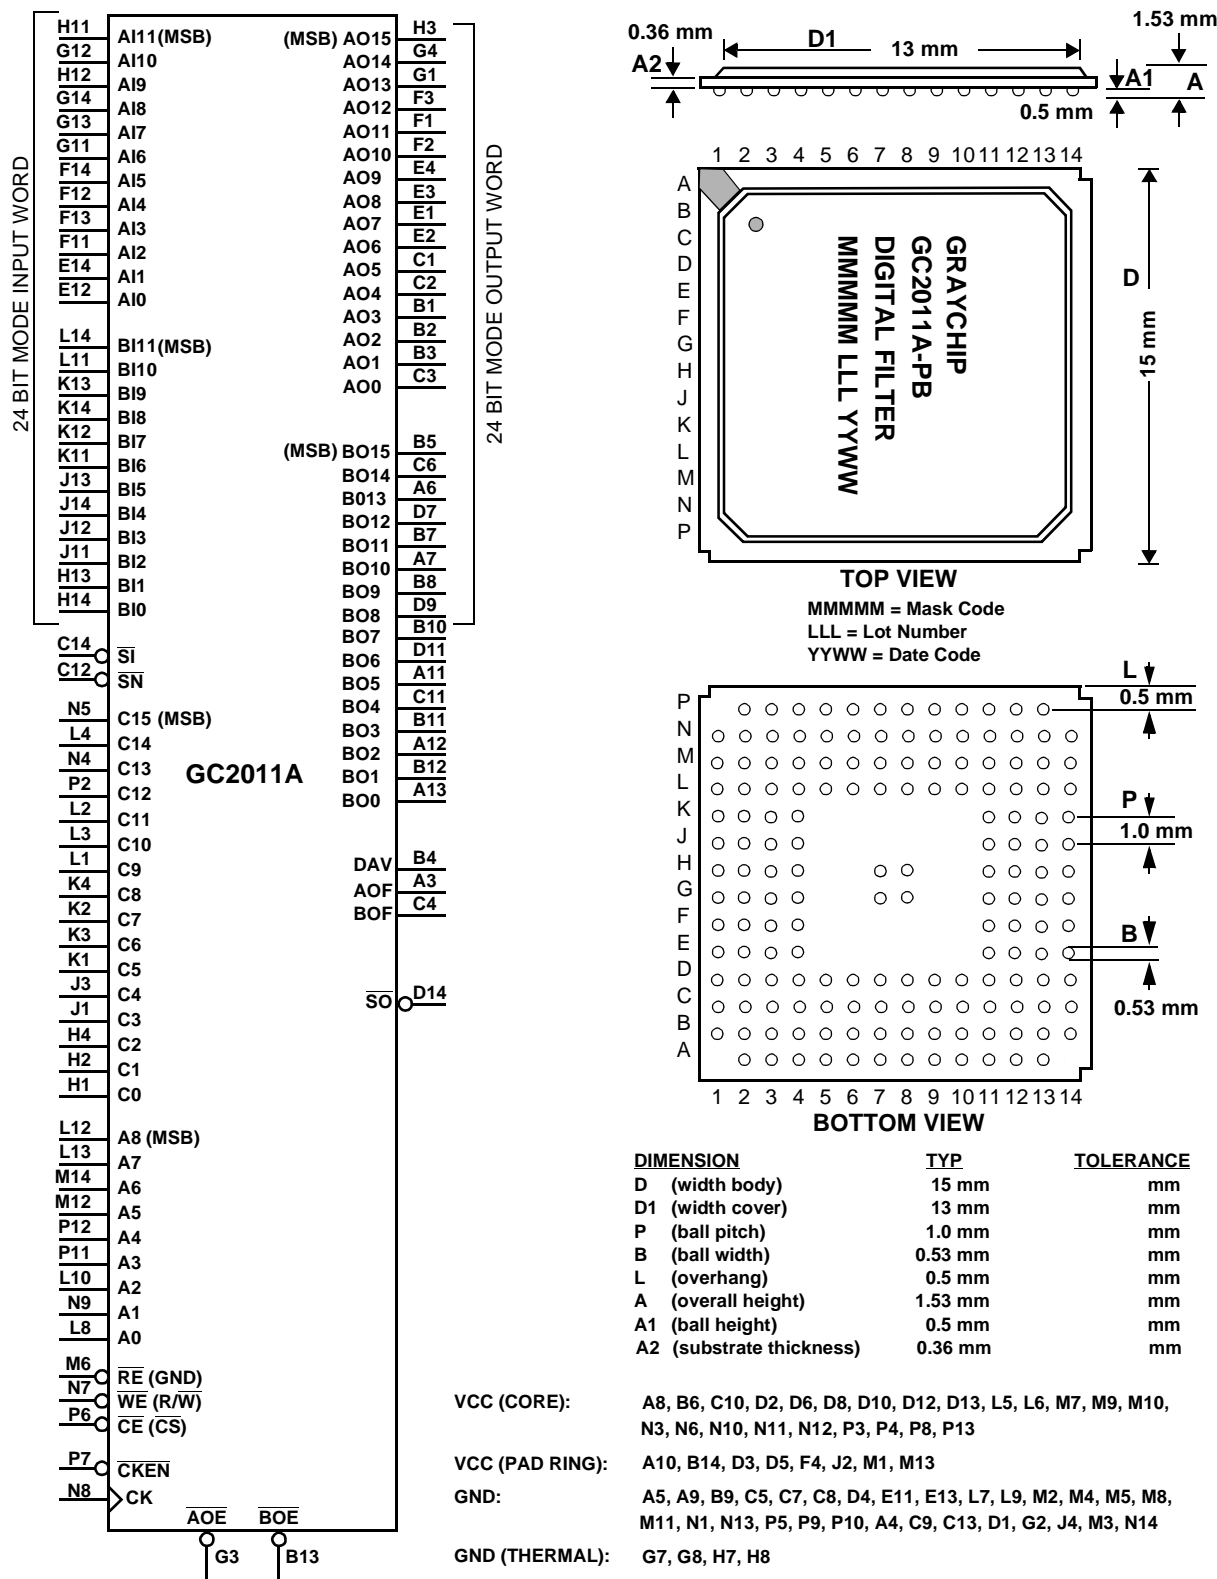 24 BIT MODE INPUT WORD
H11 AI11(MSB)
G12 AI10
H12 AI9
G14 AI8
G13 AI7
G11 AI6
F14 AI5
F12 AI4
F13 AI3
F11 AI2
E14 AI1
E12 AI0
L14 BI11(MSB)
L11 BI10
K13 BI9
K14 BI8
K12 BI7
K11 BI6
J13 BI5
J14 BI4
J12 BI3
J11 BI2
H13 BI1
H14 BI0
C14 SI
C12 SN
N5 C15 (MSB)
L4 C14
N4 C13
P2 C12
L2 C11
L3 C10
L1 C9
K4 C8
K2 C7
K3 C6
K1 C5
J3 C4
J1 C3
H4 C2
H2 C1
H1 C0
L12 A8 (MSB)
L13 A7
M14 A6
M12 A5
P12 A4
P11 A3
L10 A2
N9 A1
L8 A0
M6 RE (GND)
N7 WE (R/W)
P6 CE (CS)
P7 CKEN
N8 CK
GC2011A
(MSB) AO15 H3
AO14 G4
AO13 G1
AO12 F3
AO11 F1
AO10 F2
AO9 E4
AO8 E3
AO7 E1
AO6 E2
AO5 C1
AO4 C2
AO3 B1
AO2 B2
AO1 B3
AO0 C3
(MSB) BO15 B5
BO14 C6
B013 A6
BO12 D7
BO11 B7
BO10 A7
BO9 B8
BO8 D9
BO7 B10
BO6 D11
BO5 A11
BO4 C11
BO3 B11
BO2 A12
BO1 B12
BO0 A13
24 BIT MODE OUTPUT WORD
DAV B4
AOF A3
BOF C4
SO D14
AOE BOE
G3 B13
0.36 mm D1 13 mm 1.53 mm
A2 A1 A
0.5 mm
1 2 3 4 5 6 7 8 9 10 11 12 13 14
A
B
C
D
E
F
G
H
J
K
L
M
N
P
GRAYCHIP
GC2011A-PB
DIGITAL FILTER
MMMMM LLL YYWW
D
15 mm
TOP VIEW
MMMMM = Mask Code
LLL = Lot Number
YYWW = Date Code
P
N
M
L
K
J
H
G
F
E
D
C
B
A
L
0.5 mm
P
1.0 mm
B
0.53 mm
1 2 3 4 5 6 7 8 9 10 11 12 13 14
BOTTOM VIEW
DIMENSION TYP TOLERANCE
D (width body) 15 mm mm
D1 (width cover) 13 mm mm
P (ball pitch) 1.0 mm mm
B (ball width) 0.53 mm mm
L (overhang) 0.5 mm mm
A (overall height) 1.53 mm mm
A1 (ball height) 0.5 mm mm
A2 (substrate thickness) 0.36 mm mm
VCC (CORE): A8, B6, C10, D2, D6, D8, D10, D12, D13, L5, L6, M7, M9, M10,
N3, N6, N10, N11, N12, P3, P4, P8, P13
VCC (PAD RING): A10, B14, D3, D5, F4, J2, M1, M13
GND: A5, A9, B9, C5, C7, C8, D4, E11, E13, L7, L9, M2, M4, M5, M8,
M11, N1, N13, P5, P9, P10, A4, C9, C13, D1, G2, J4, M3, N14
GND (THERMAL): G7, G8, H7, H8